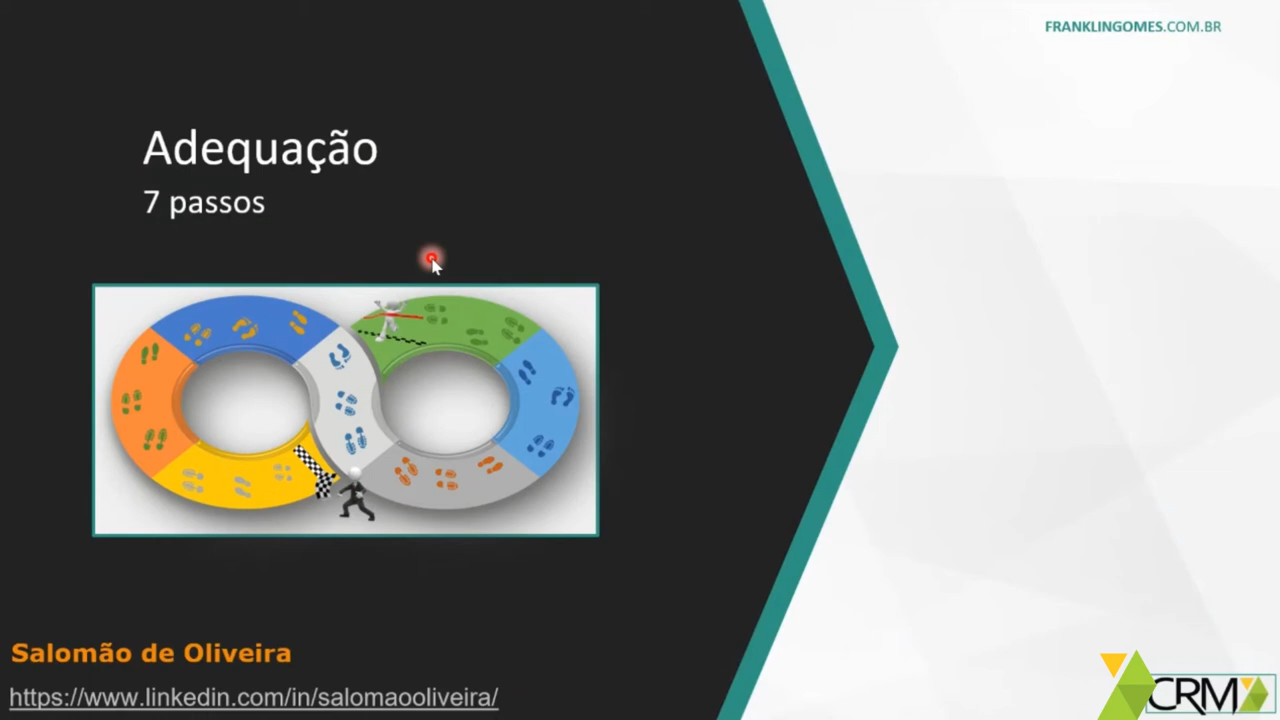 FRANKLINGOMES.COM.BR
Adequação
7 passos
Salomão de Oliveira
https://www.linkedin.com/in/salomaooliveira/
CRM